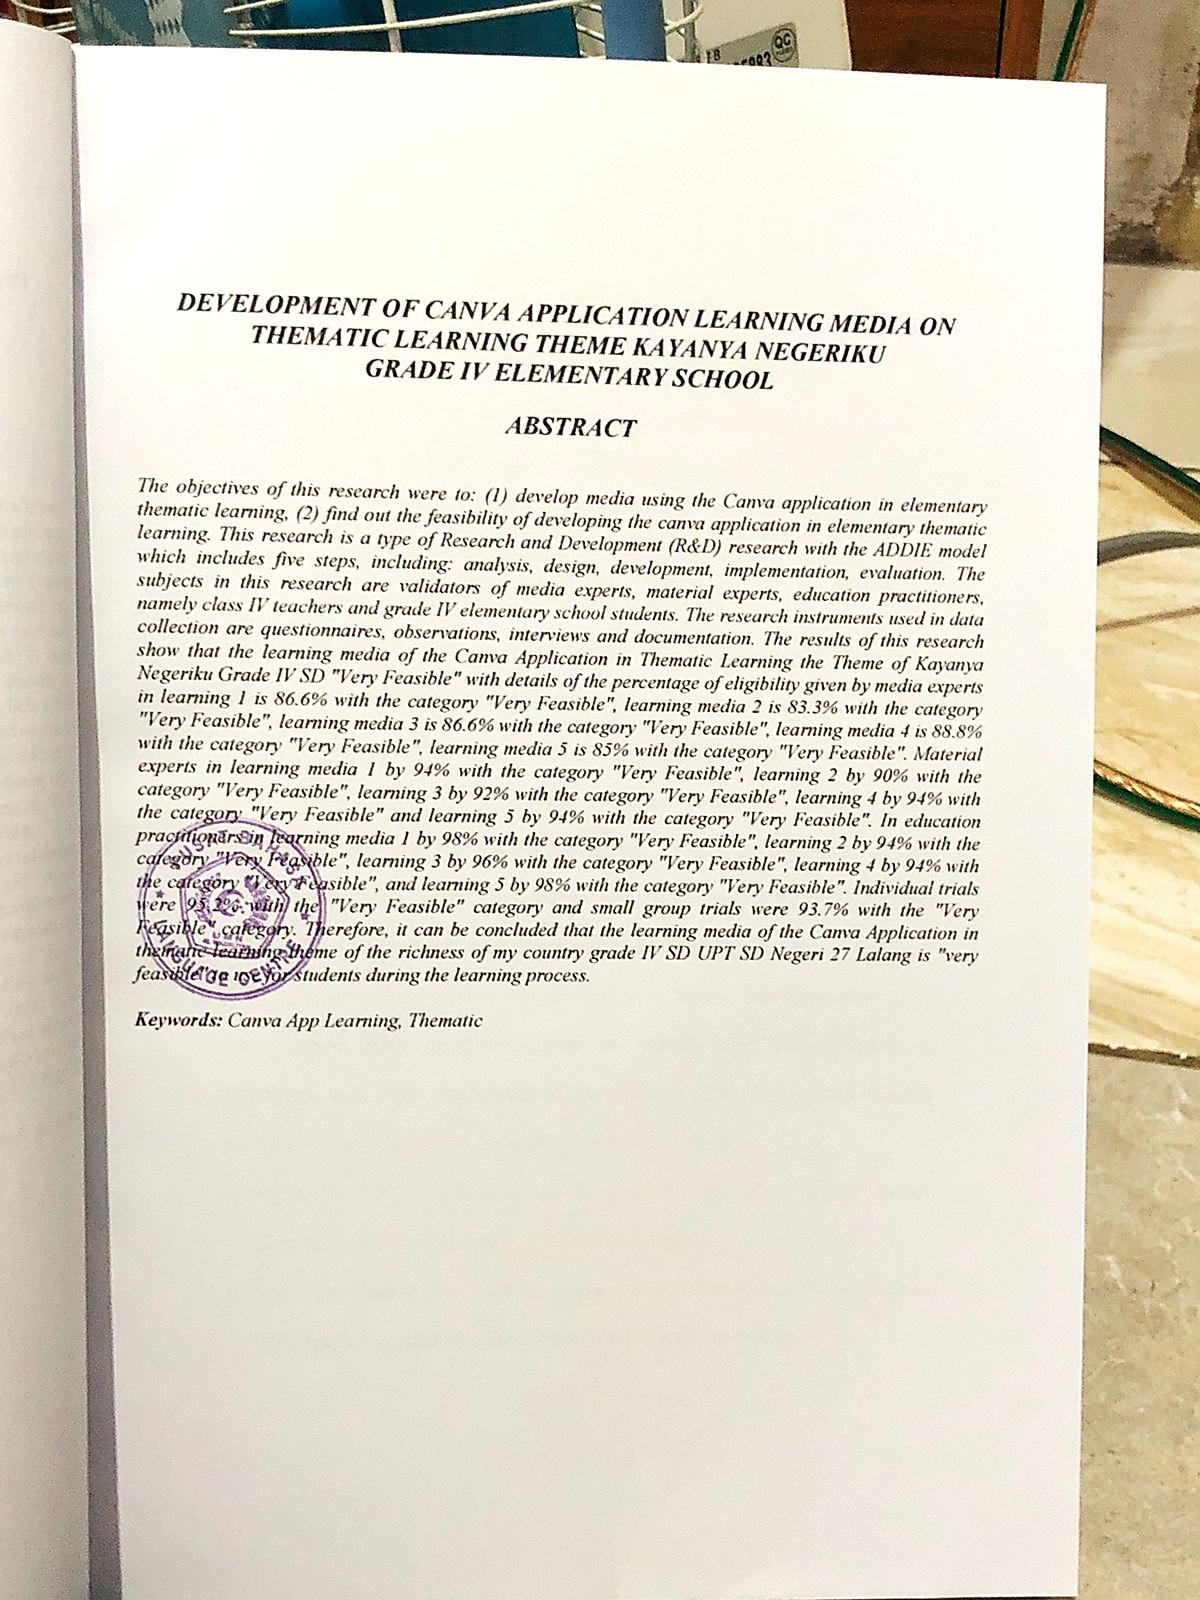 QC
DEVELOPMENT OF CANVA APPLICATION LEARNING MEDIA ON
THEMATIC LEARNING THEME KAYANYA NEGERIKU
GRADE IV ELEMENTARY SCHOOL
ABSTRACT
The objectives of this research were to: (1) develop media using the Canva application in elementary
thematic learning, (2) find out the feasibility of developing the canva application in elementary thematic
learning. This research is a type of Research and Development (R&D) research with the ADDIE model
which includes five steps, including: analysis, design, development, implementation, evaluation. The
subjects in this research are validators of media experts, material experts, education practitioners,
namely class IV teachers and grade IV elementary school students. The research instruments used in data
collection are questionnaires, observations, interviews and documentation. The results of this research
show that the learning media of the Canva Application in Thematic Learning the Theme of Kayanya
Negeriku Grade IV SD "Very Feasible" with details of the percentage of eligibility given by media experts
in learning 1 is 86.6% with the category "Very Feasible", learning media 2 is 83.3% with the category
"Very Feasible", learning media 3 is 86.6% with the category "Very Feasible", learning media 4 is 88.8%
with the category "Very Feasible", learning media 5 is 85% with the category "Very Feasible". Material
experts in learning media 1 by 94% with the category "Very Feasible", learning 2 by 90% with the
category "Very Feasible", learning 3 by 92% with the category "Very Feasible", learning 4 by 94% with
the category "Very Feasible" and learning 5 by 94% with the category "Very Feasible". In education
practitioners in learning media 1 by 98% with the category "Very Feasible", learning 2 by 94% with the
category "Very Feasible", learning 3 by 96% with the category "Very Feasible", learning 4 by 94% with
the category "Very Feasible", and learning 5 by 98% with the category "Very Feasible". Individual trials
were 95.2% with the "Very Feasible" category and small group trials were 93.7% with the "Very
Feasible" category. Therefore, it can be concluded that the learning media of the Canva Application in
thematic learning theme of the richness of my country grade IV SD UPT SD Negeri 27 Lalang is "very
feasible" to use for students during the learning process.
PUSAT BAHASA
LANGUAGE CENTRE
Keywords: Canva App Learning, Thematic